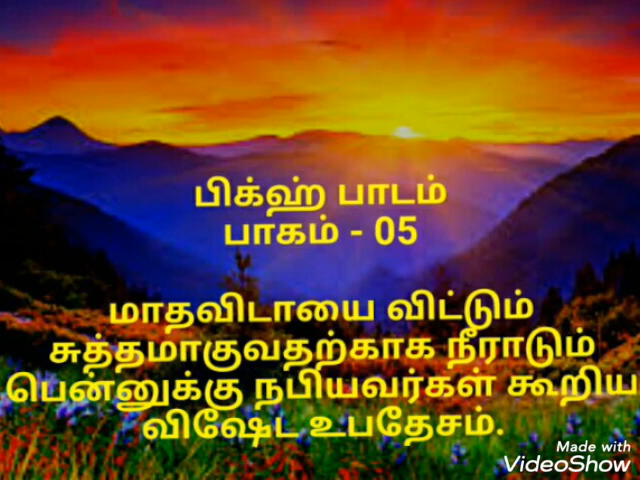 பிக்ஹ் பாடம்
பாகம் - 05
மாதவிடாயை விட்டும்
சுத்தமாகுவதற்காக நீராடும்
பென்னுக்கு நபியவர்கள் கூறிய
விஷேட உபதேசம்.
Made with
VideoShow